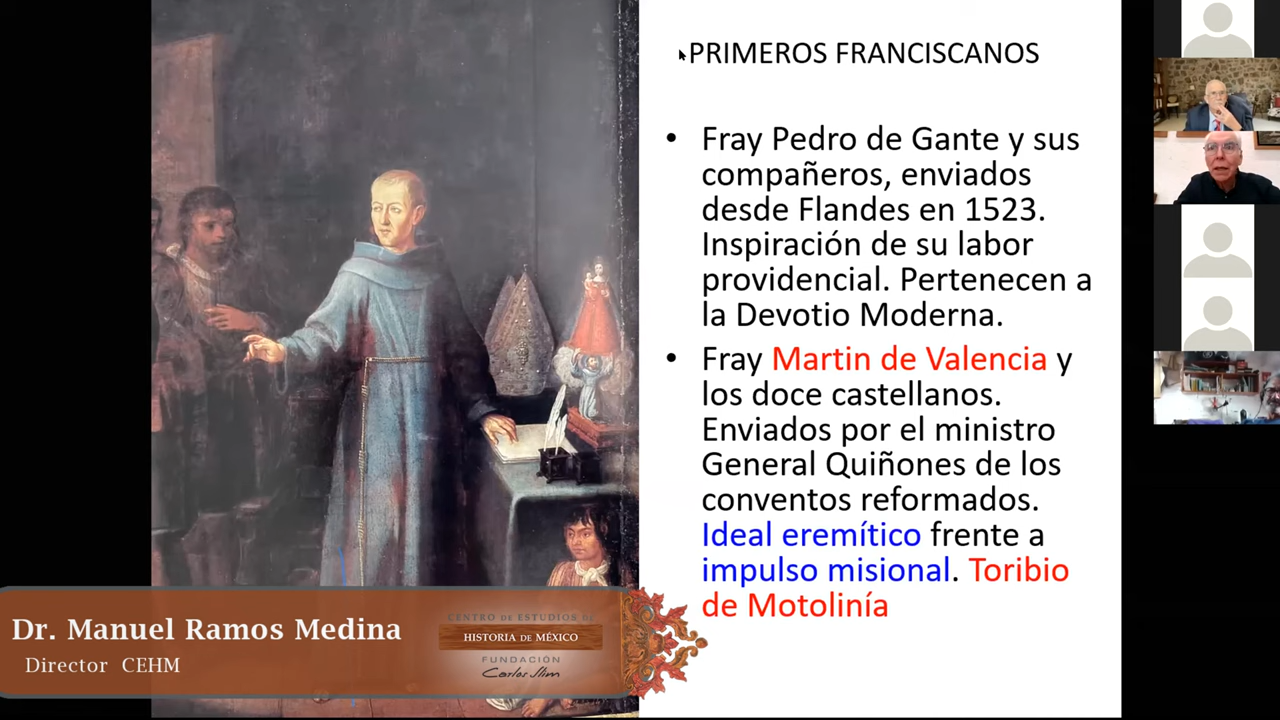 PRIMEROS FRANCISCANOS
• Fray Pedro de Gante y sus
compañeros, enviados
desde Flandes en 1523.
Inspiración de su labor
providencial. Pertenecen a
la Devotio Moderna.
• Fray Martin de Valencia y
los doce castellanos.
Enviados por el ministro
General Quiñones de los
conventos reformados.
Ideal eremítico frente a
impulso misional. Toribio
de Motolinía
Dr. Manuel Ramos Medina
Director CEHM
CENTRO DE ESTUDIOS DE
HISTORIA DE MÉXICO
FUNDACIÓN
Carlos Slim